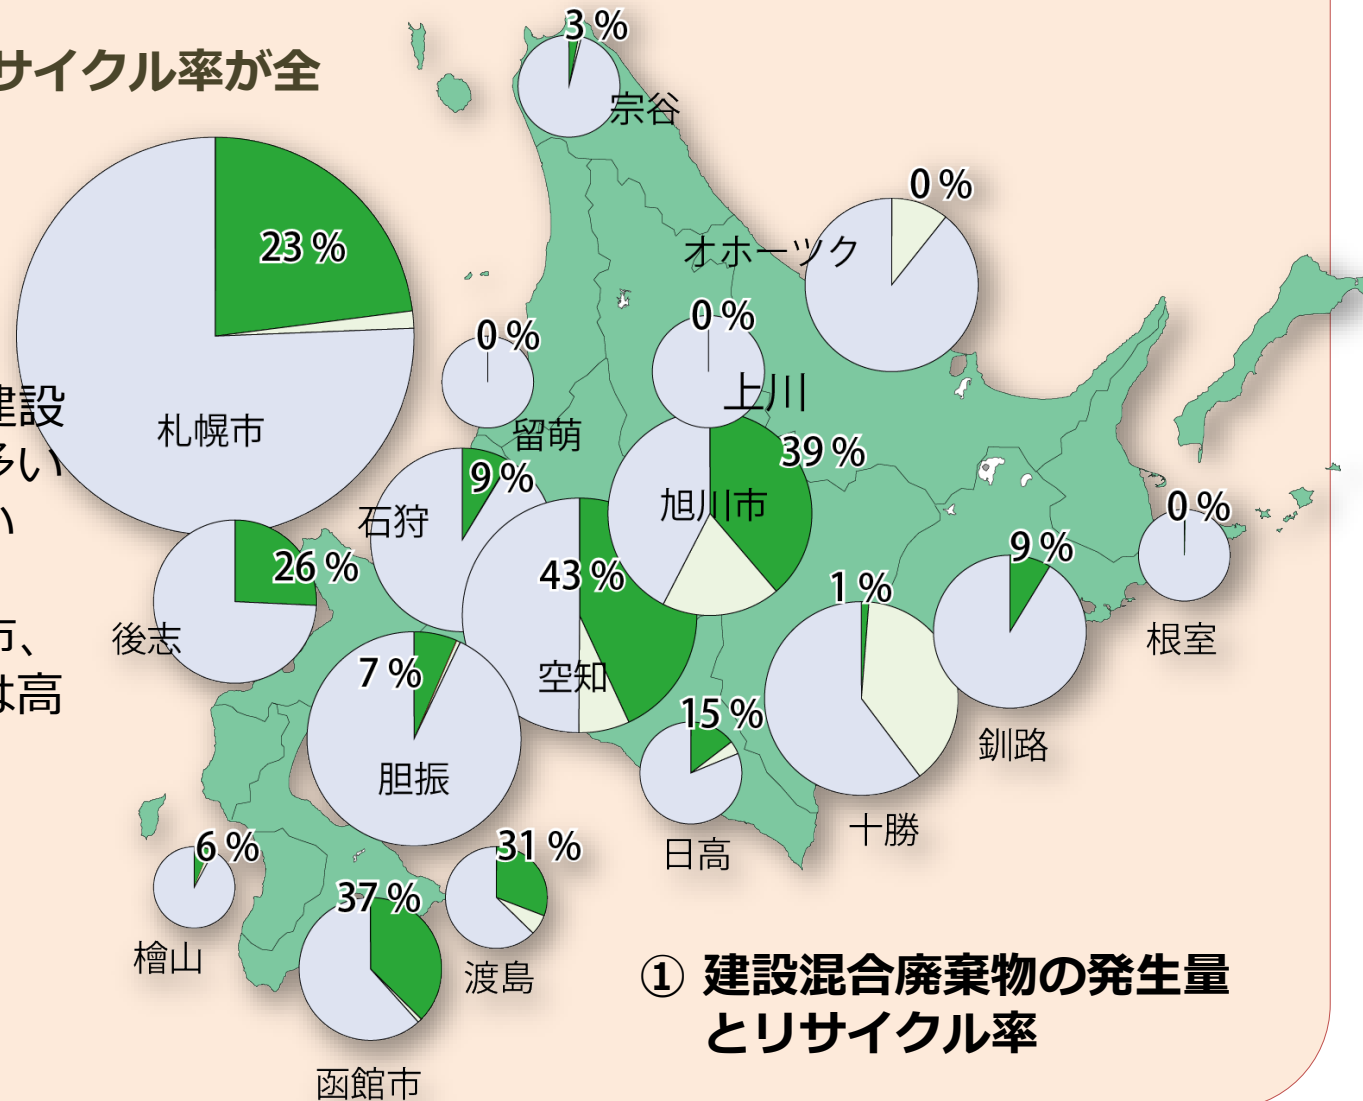 サイクル率が全
3 %
宗谷
0 %
オホーツク
23 %
札幌市
0 %
留萌
0 %
上川
建設
多い
い
39 %
旭川市
9 %
石狩
43 %
空知
26 %
後志
市、
は高
7 %
胆振
0 %
根室
9 %
釧路
1 %
十勝
15 %
日高
6 %
檜山
37 %
函館市
31 %
渡島
① 建設混合廃棄物の発生量
とリサイクル率